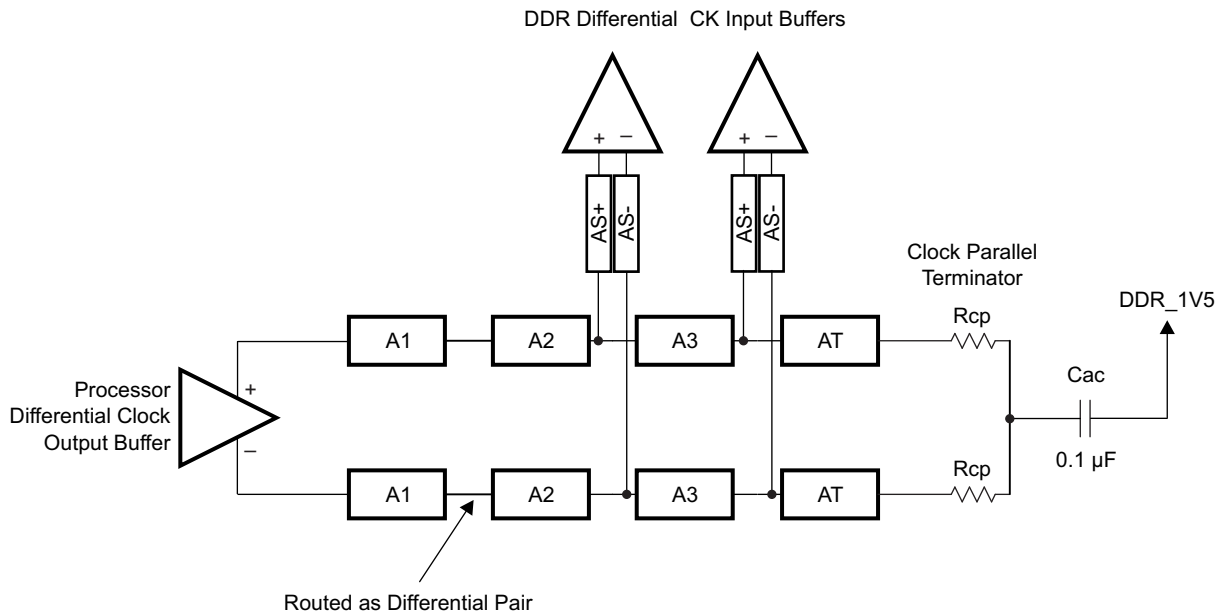 DDR Differential CK Input Buffers
+ −
+ −
AS+
AS-
AS+
AS-
Clock Parallel
Terminator
DDR_1V5
A1
A2
A3
AT
Rcp
Processor
Differential Clock
Output Buffer
+
−
Cac
0.1 µF
A1
A2
A3
AT
Rcp
Routed as Differential Pair